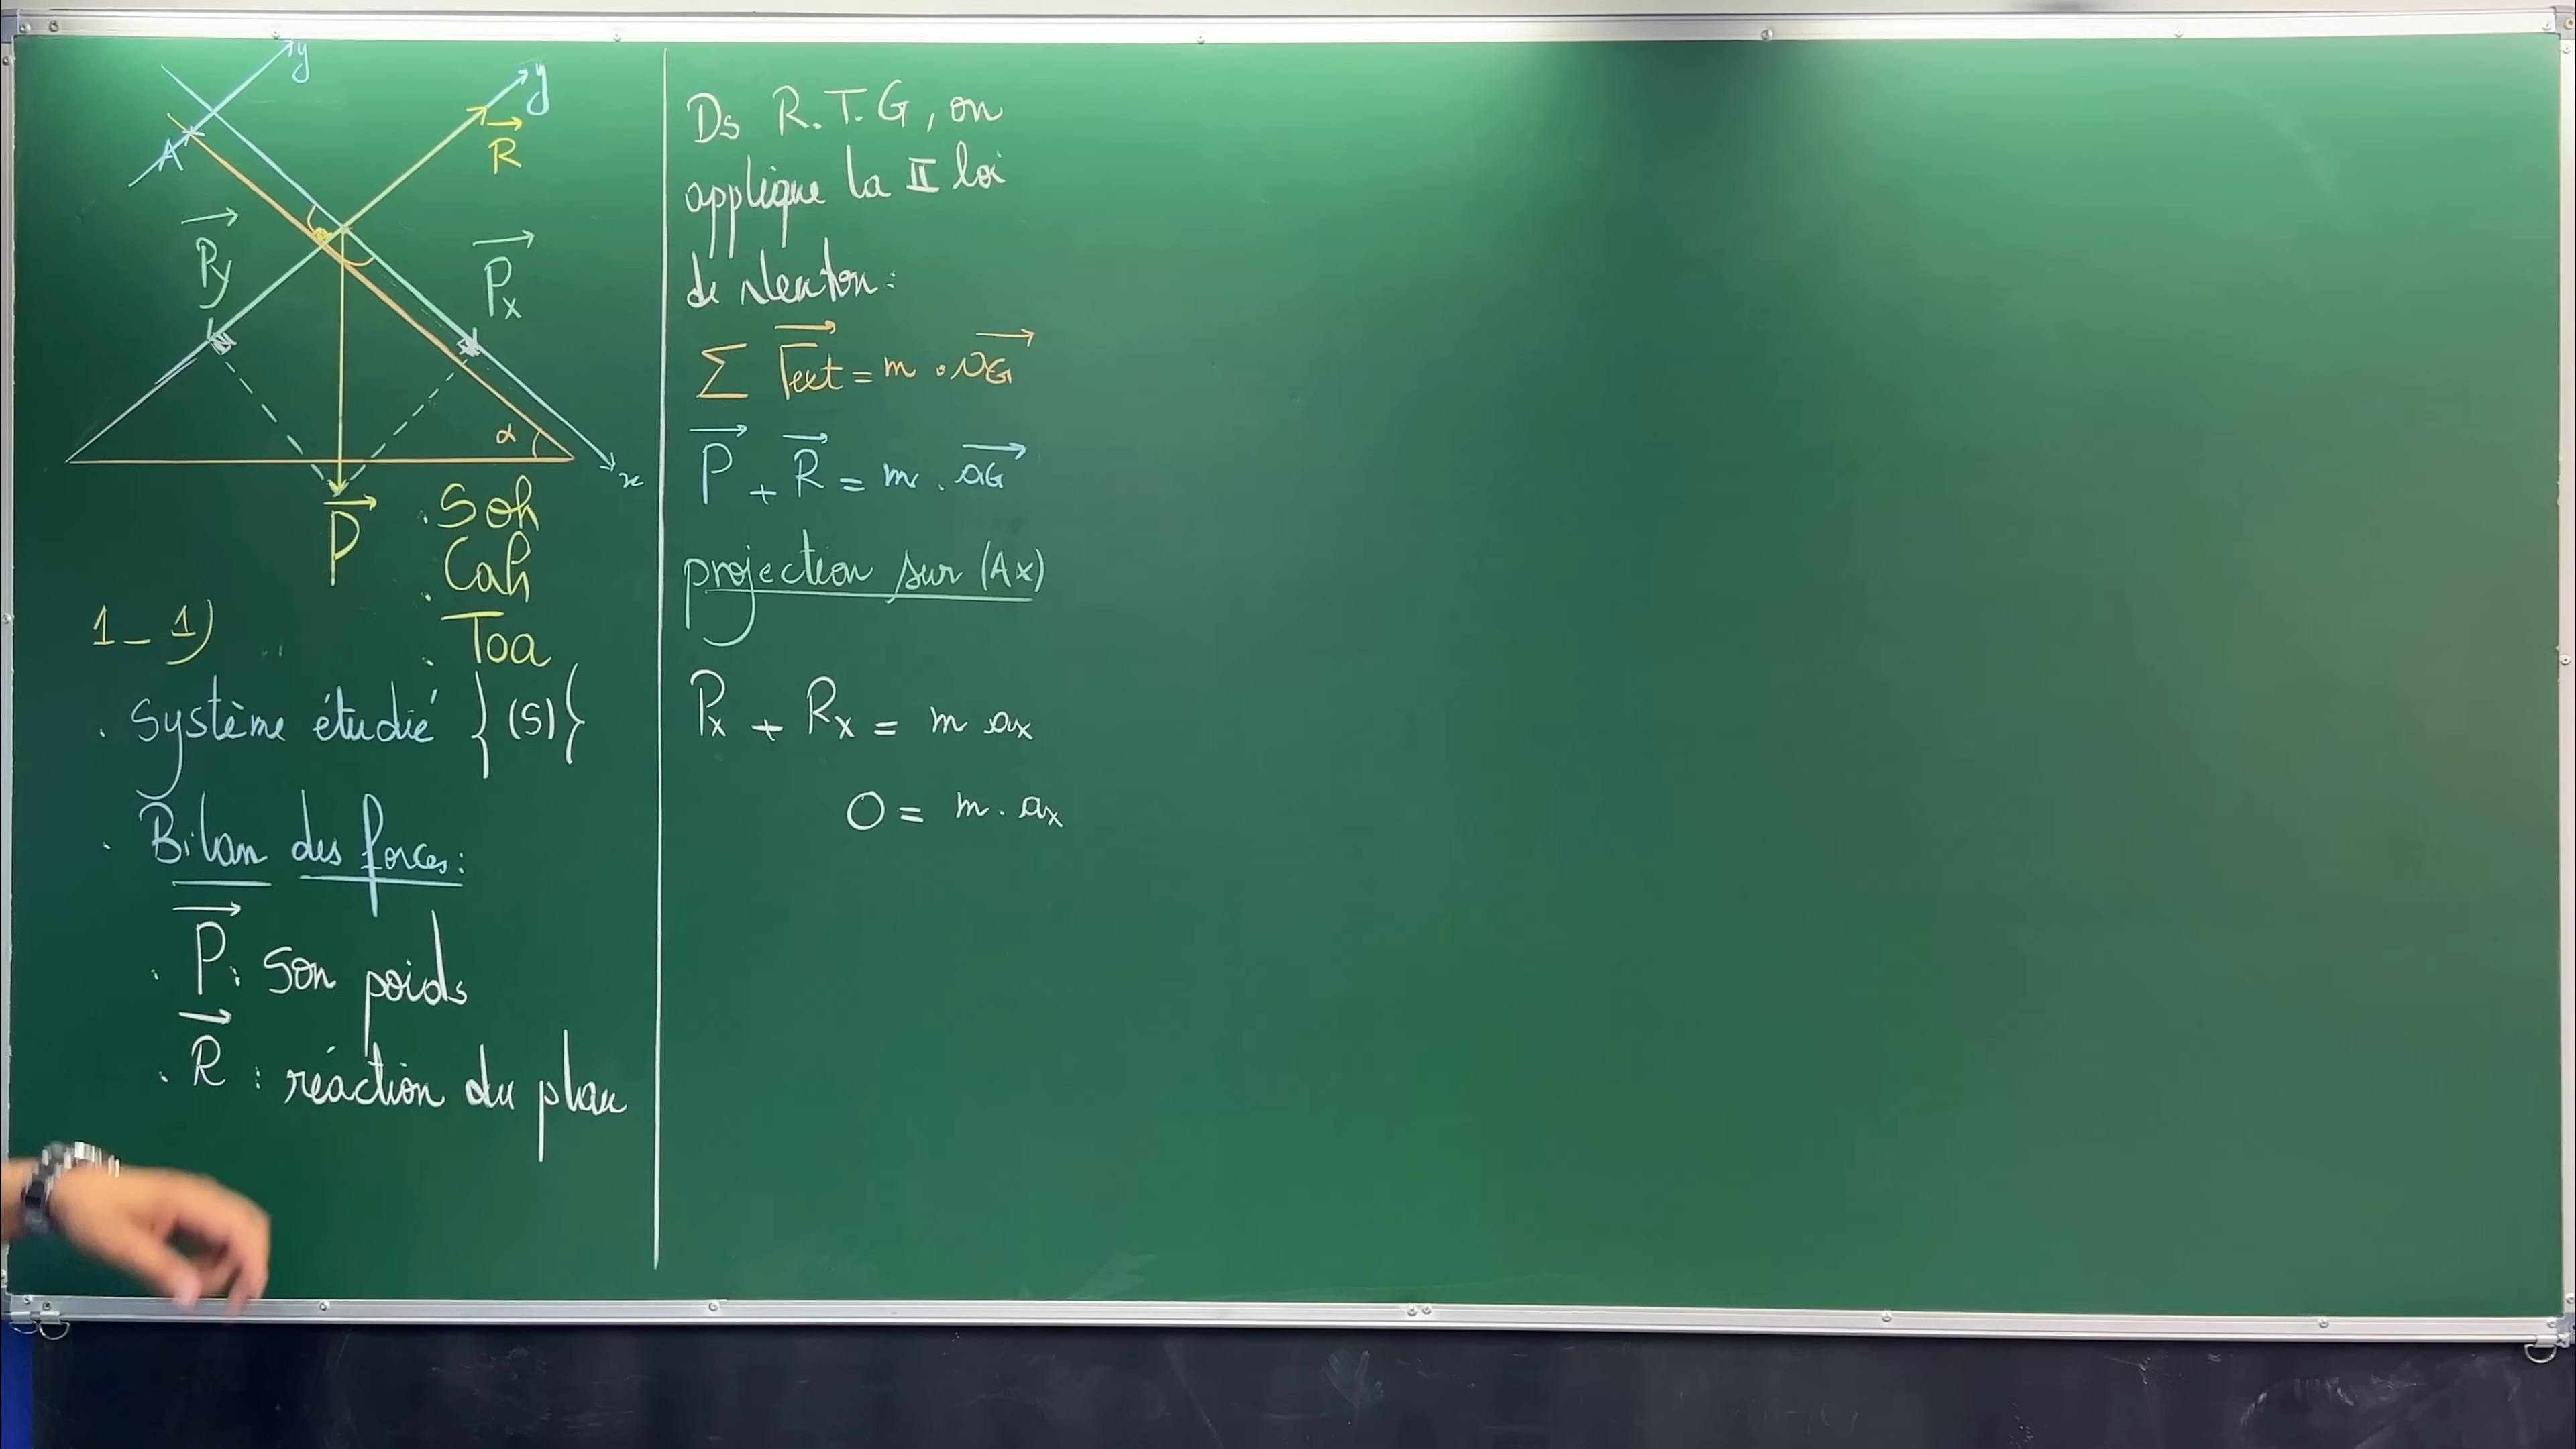 y
y
A
R
Py
Px
α
x
P
. Soh
. Cah
. Toa
1_ 1)
. Système étudié }(S){
. Bilan des forces:
. P: Son poids
. R : réaction du plan
Ds R.T.G, on
applique la II loi
de Newton:
∑ Fext = m . aG
P + R = m . aG
projection sur (Ax)
Px + Rx = m ax
0 = m . ax